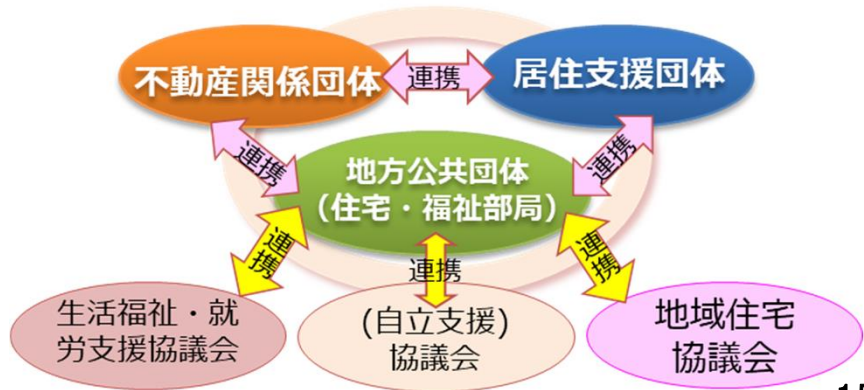 不動産関係団体
連携
居住支援団体
連携
地方公共団体
(住宅・福祉部局)
連携
連携
連携
連携
生活福祉・就
労支援協議会
(自立支援)
協議会
地域住宅
協議会